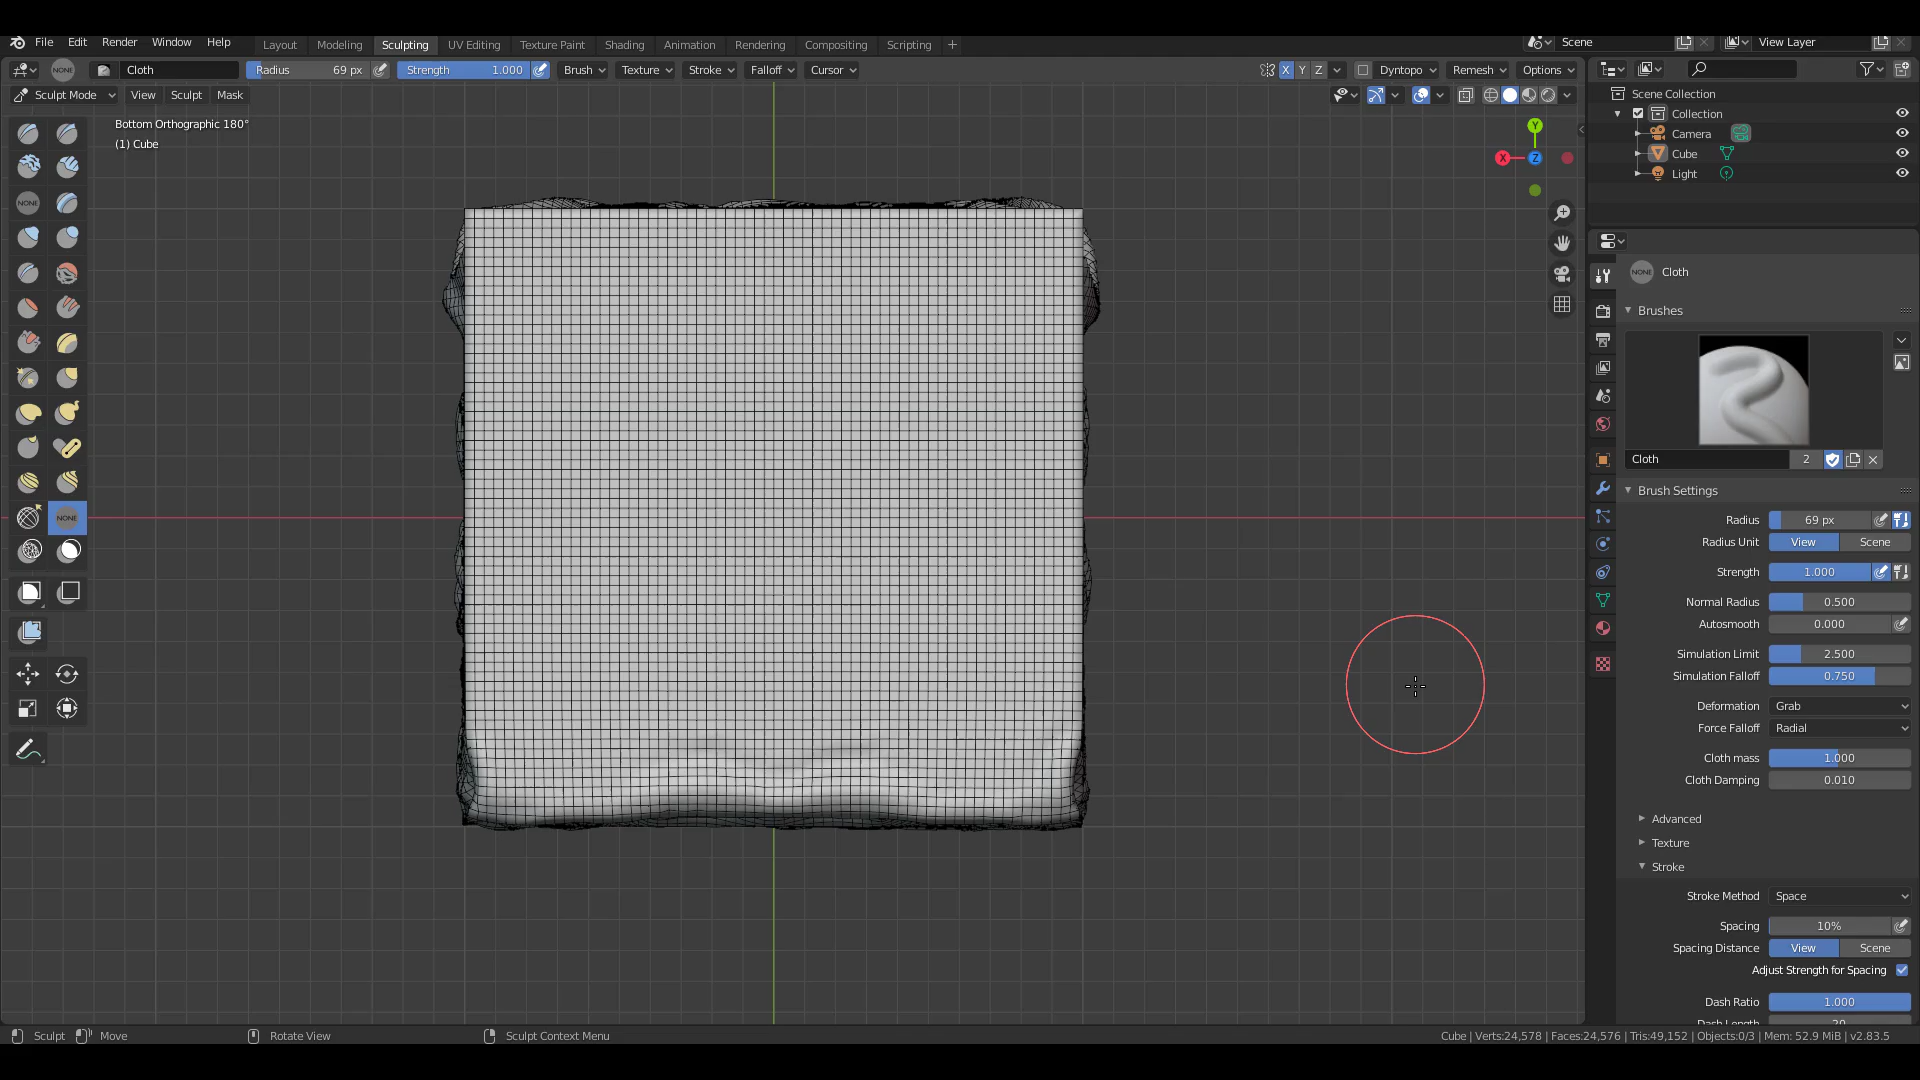 File Edit Render Window Help Layout Modeling Sculpting UV Editing Texture Paint Shading Animation Rendering Compositing Scripting + Scene View Layer
NONE Cloth Radius 69 px Strength 1.000 Brush Texture Stroke Falloff Cursor X Y Z Dyntopo Remesh Options
Sculpt Mode View Sculpt Mask
Bottom Orthographic 180°
(1) Cube
Y
X
Z
NONE
NONE
Scene Collection
Collection
Camera
Cube
Light
NONE Cloth
Brushes
Cloth 2
Brush Settings
Radius 69 px
Radius Unit View Scene
Strength 1.000
Normal Radius 0.500
Autosmooth 0.000
Simulation Limit 2.500
Simulation Falloff 0.750
Deformation Grab
Force Falloff Radial
Cloth mass 1.000
Cloth Damping 0.010
Advanced
Texture
Stroke
Stroke Method Space
Spacing 10%
Spacing Distance View Scene
Adjust Strength for Spacing
Dash Ratio 1.000
Dash Length 20
Sculpt Move Rotate View Sculpt Context Menu Cube | Verts:24,578 | Faces:24,576 | Tris:49,152 | Objects:0/3 | Mem: 52.9 MiB | v2.83.5